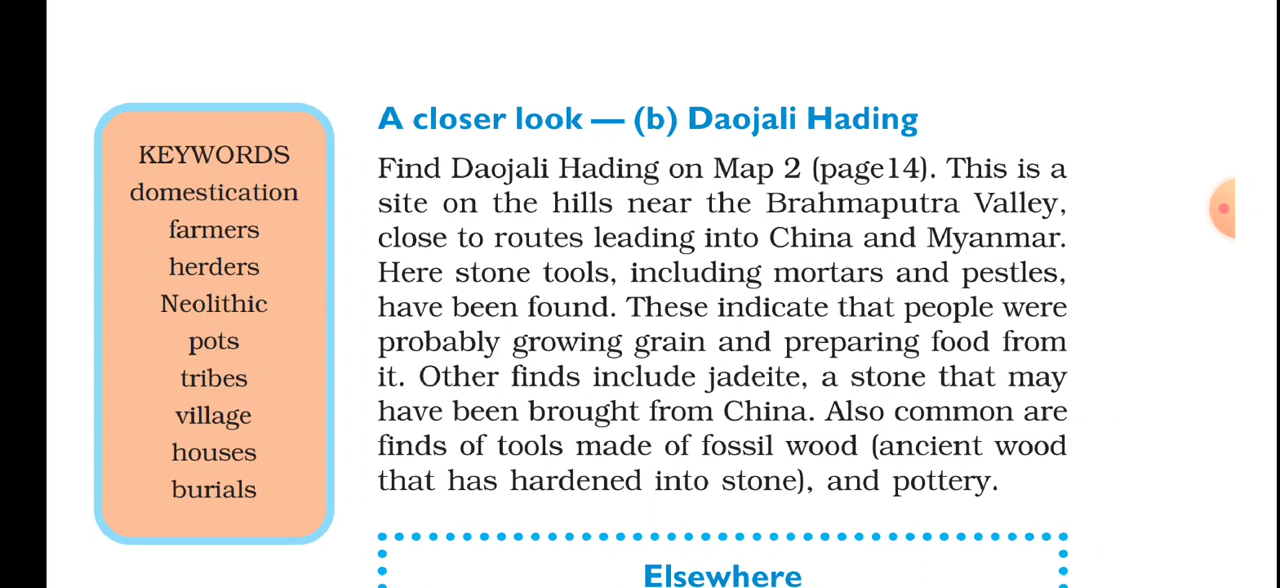 KEYWORDS
domestication
farmers
herders
Neolithic
pots
tribes
village
houses
burials
A closer look — (b) Daojali Hading
Find Daojali Hading on Map 2 (page14). This is a
site on the hills near the Brahmaputra Valley,
close to routes leading into China and Myanmar.
Here stone tools, including mortars and pestles,
have been found. These indicate that people were
probably growing grain and preparing food from
it. Other finds include jadeite, a stone that may
have been brought from China. Also common are
finds of tools made of fossil wood (ancient wood
that has hardened into stone), and pottery.
Elsewhere